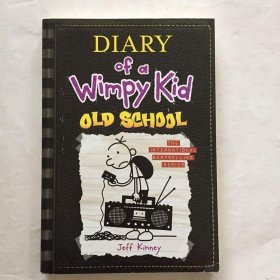 DIARY
of a
Wimpy Kid
OLD SCHOOL
THE
INTERNATIONAL
BESTSELLING
SERIES
Jeff Kinney